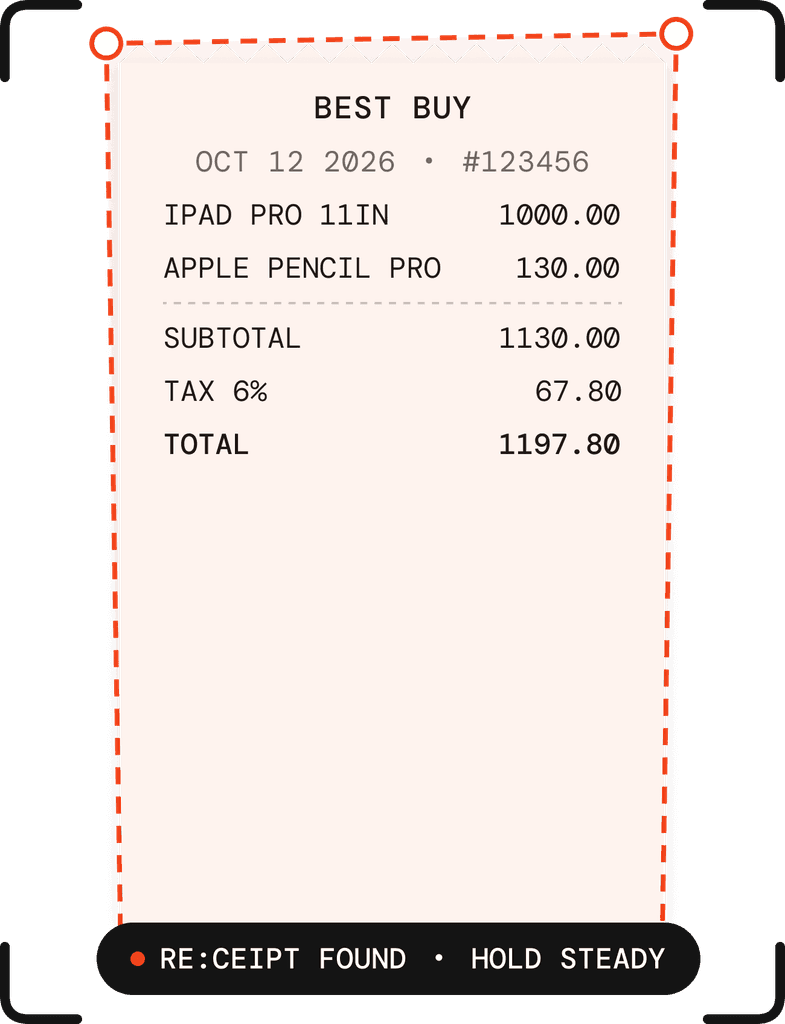 BEST BUY
OCT 12 2026 • #123456
IPAD PRO 11IN 1000.00
APPLE PENCIL PRO 130.00
SUBTOTAL 1130.00
TAX 6% 67.80
TOTAL 1197.80
RE:CEIPT FOUND • HOLD STEADY